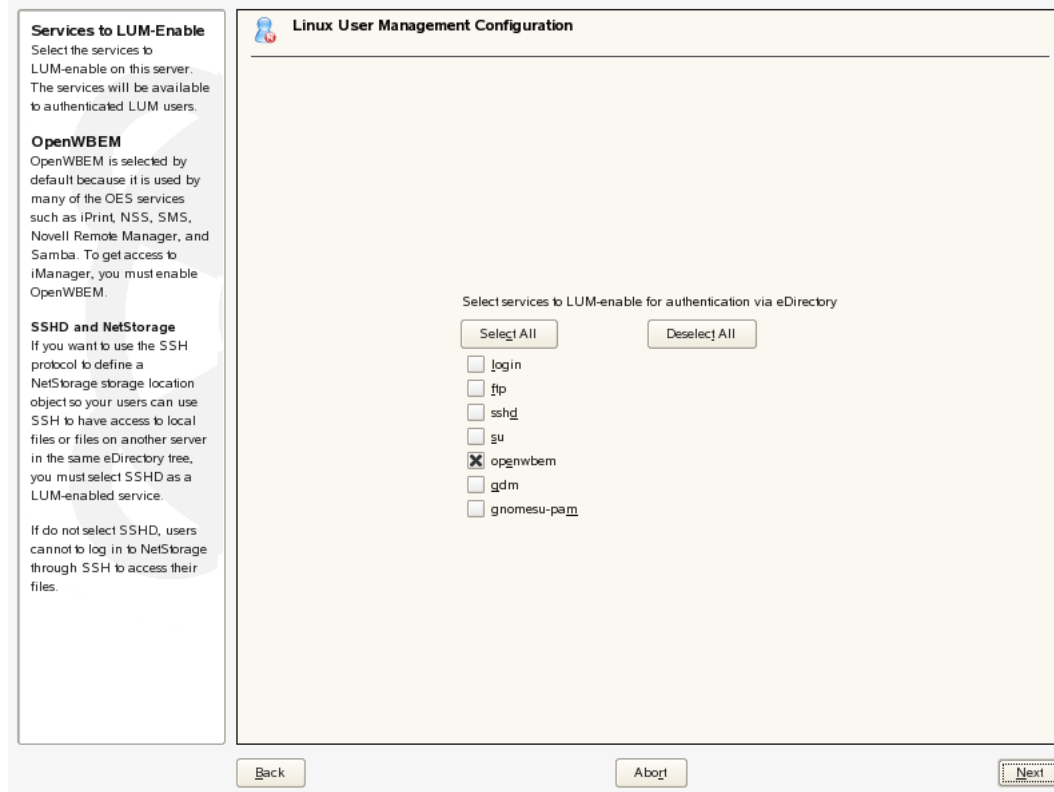 Services to LUM-Enable
Select the services to
LUM-enable on this server.
The services will be available
to authenticated LUM users.
OpenWBEM
OpenWBEM is selected by
default because it is used by
many of the OES services
such as iPrint, NSS, SMS,
Novell Remote Manager, and
Samba. To get access to
iManager, you must enable
OpenWBEM.
SSHD and NetStorage
If you want to use the SSH
protocol to define a
NetStorage storage location
object so your users can use
SSH to have access to local
files or files on another server
in the same eDirectory tree,
you must select SSHD as a
LUM-enabled service.
If do not select SSHD, users
cannot to log in to NetStorage
through SSH to access their
files.
Linux User Management Configuration
Select services to LUM-enable for authentication via eDirectory
Select All
Deselect All
login
ftp
sshd
su
openwbem
gdm
gnomesu-pam
Back
Abort
Next